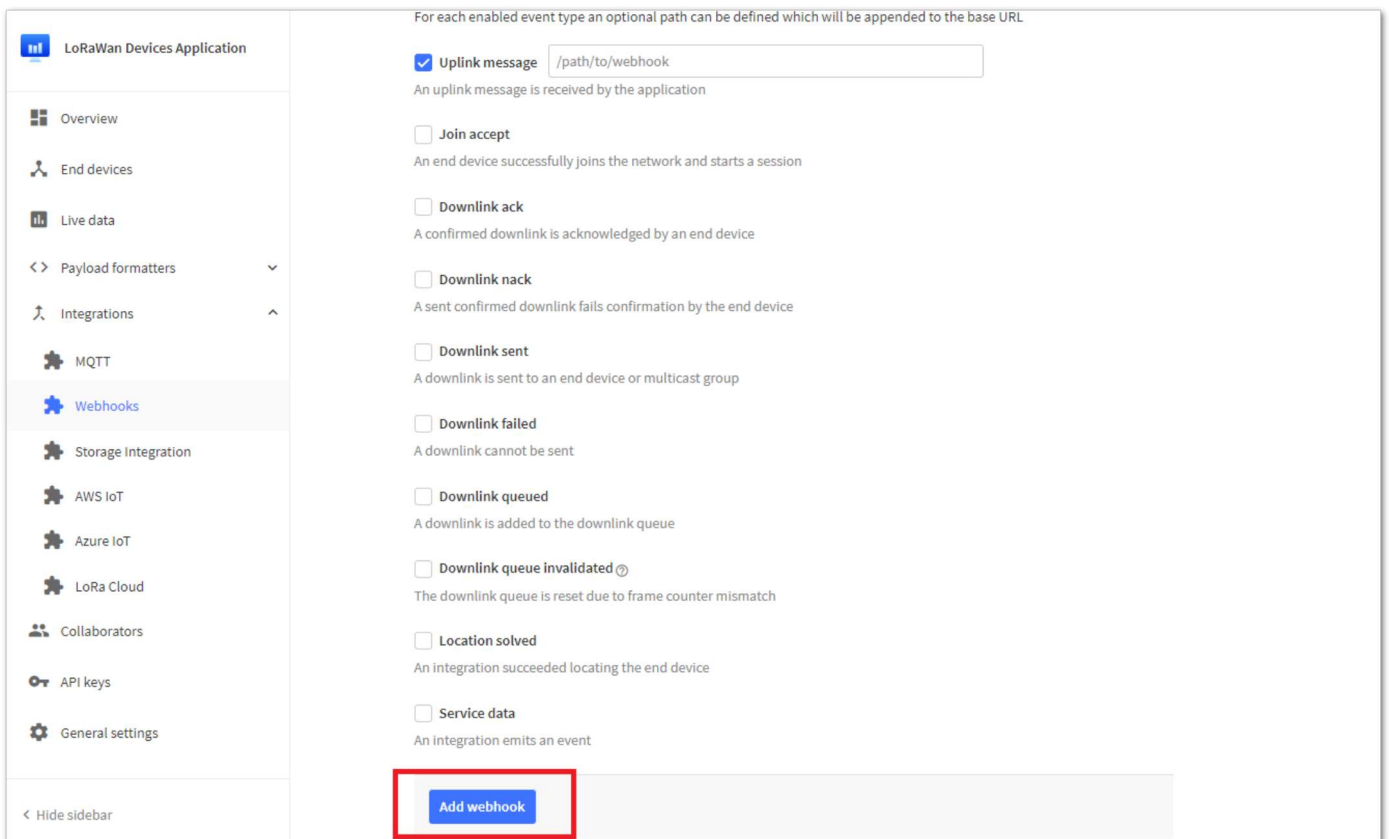 LoRaWan Devices Application
Overview
End devices
Live data
Payload formatters
Integrations
MQTT
Webhooks
Storage Integration
AWS IoT
Azure IoT
LoRa Cloud
Collaborators
API keys
General settings
< Hide sidebar
For each enabled event type an optional path can be defined which will be appended to the base URL
Uplink message /path/to/webhook
An uplink message is received by the application
Join accept
An end device successfully joins the network and starts a session
Downlink ack
A confirmed downlink is acknowledged by an end device
Downlink nack
A sent confirmed downlink fails confirmation by the end device
Downlink sent
A downlink is sent to an end device or multicast group
Downlink failed
A downlink cannot be sent
Downlink queued
A downlink is added to the downlink queue
Downlink queue invalidated
The downlink queue is reset due to frame counter mismatch
Location solved
An integration succeeded locating the end device
Service data
An integration emits an event
Add webhook